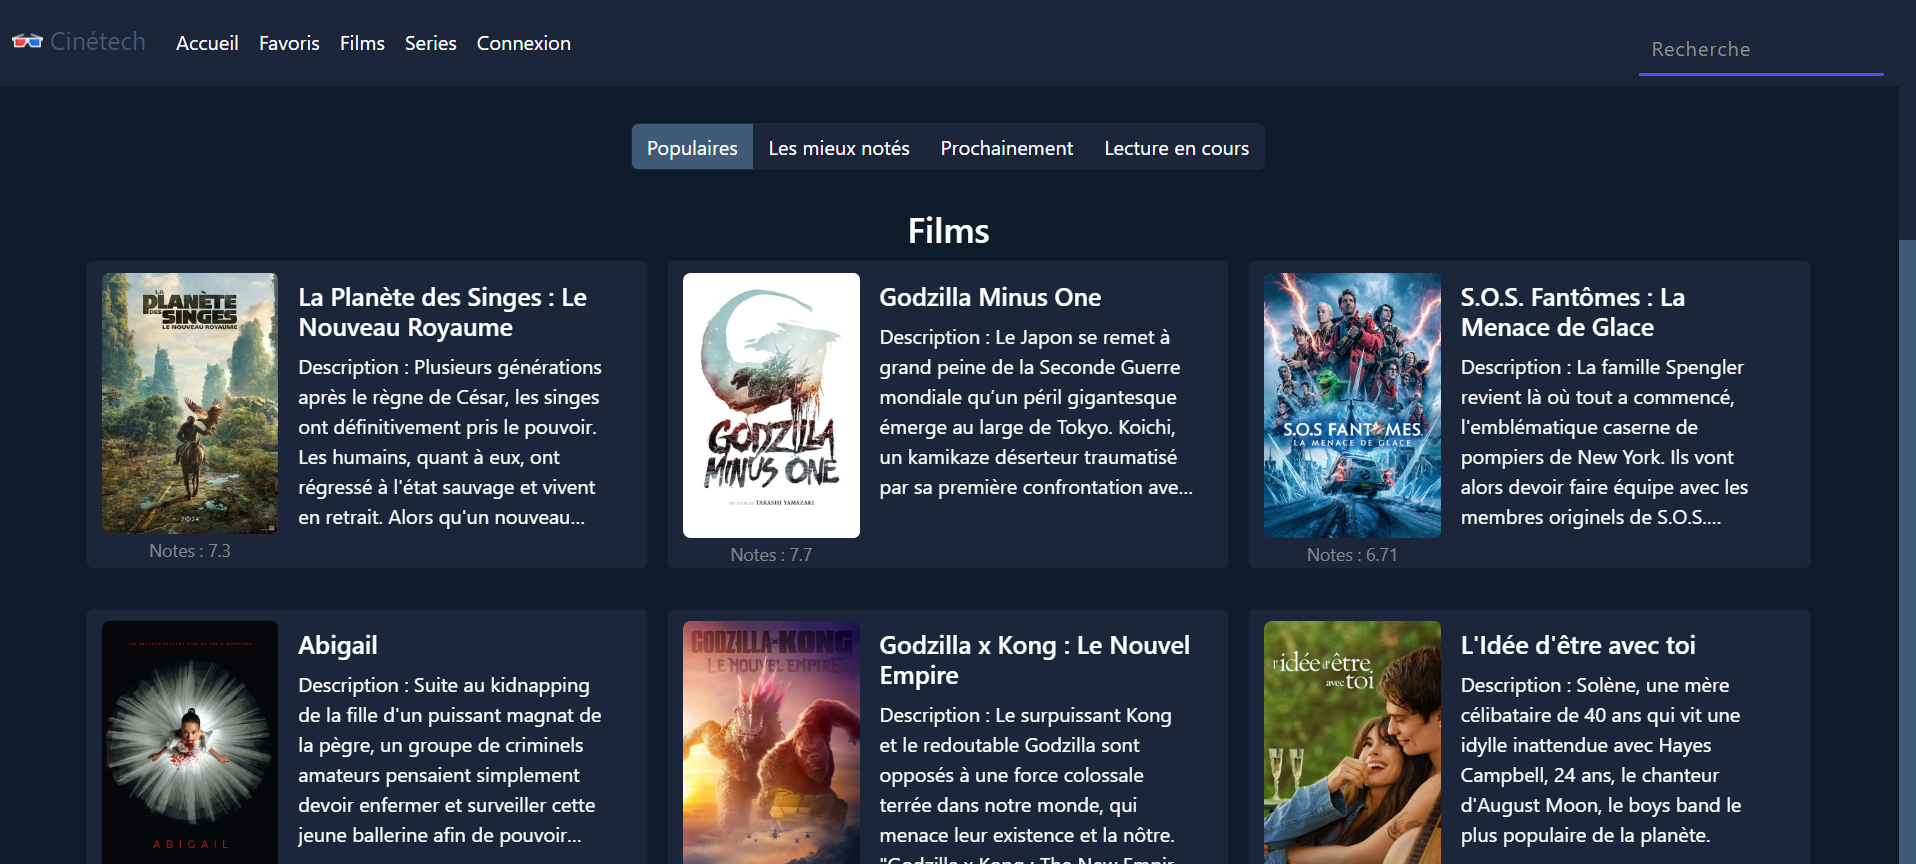 Cinétech
Accueil
Favoris
Films
Series
Connexion
Recherche
Populaires
Les mieux notés
Prochainement
Lecture en cours
Films
LA
PLANÈTE
DES
SINGES
LE NOUVEAU ROYAUME
2024
Notes : 7.3
La Planète des Singes : Le
Nouveau Royaume
Description : Plusieurs générations
après le règne de César, les singes
ont définitivement pris le pouvoir.
Les humains, quant à eux, ont
régressé à l'état sauvage et vivent
en retrait. Alors qu'un nouveau...
GODZILLA
MINUS ONE
UN FILM DE TAKASHI YAMAZAKI
Notes : 7.7
Godzilla Minus One
Description : Le Japon se remet à
grand peine de la Seconde Guerre
mondiale qu’un péril gigantesque
émerge au large de Tokyo. Koichi,
un kamikaze déserteur traumatisé
par sa première confrontation ave...
S.O.S FANTÔMES
LA MENACE DE GLACE
Notes : 6.71
S.O.S. Fantômes : La
Menace de Glace
Description : La famille Spengler
revient là où tout a commencé,
l'emblématique caserne de
pompiers de New York. Ils vont
alors devoir faire équipe avec les
membres originels de S.O.S....
ABIGAIL
Abigail
Description : Suite au kidnapping
de la fille d'un puissant magnat de
la pègre, un groupe de criminels
amateurs pensaient simplement
devoir enfermer et surveiller cette
jeune ballerine afin de pouvoir...
GODZILLA x KONG
LE NOUVEL EMPIRE
Godzilla x Kong : Le Nouvel
Empire
Description : Le surpuissant Kong
et le redoutable Godzilla sont
opposés à une force colossale
terrée dans notre monde, qui
menace leur existence et la nôtre.
"Godzilla x Kong : The New Empir
l'idée d'être
avec toi
L'Idée d'être avec toi
Description : Solène, une mère
célibataire de 40 ans qui vit une
idylle inattendue avec Hayes
Campbell, 24 ans, le chanteur
d'August Moon, le boys band le
plus populaire de la planète.